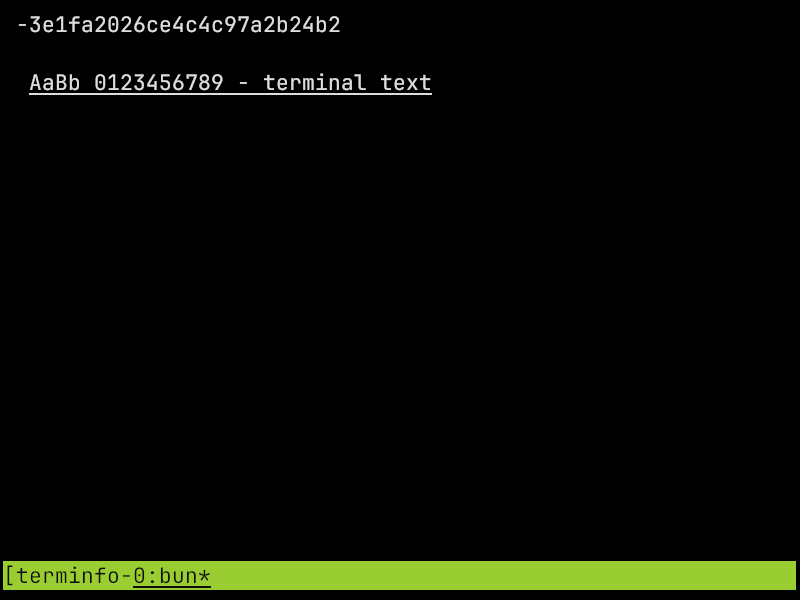 -3e1fa2026ce4c4c97a2b24b2
AaBb 0123456789 - terminal text
[terminfo-0:bun*